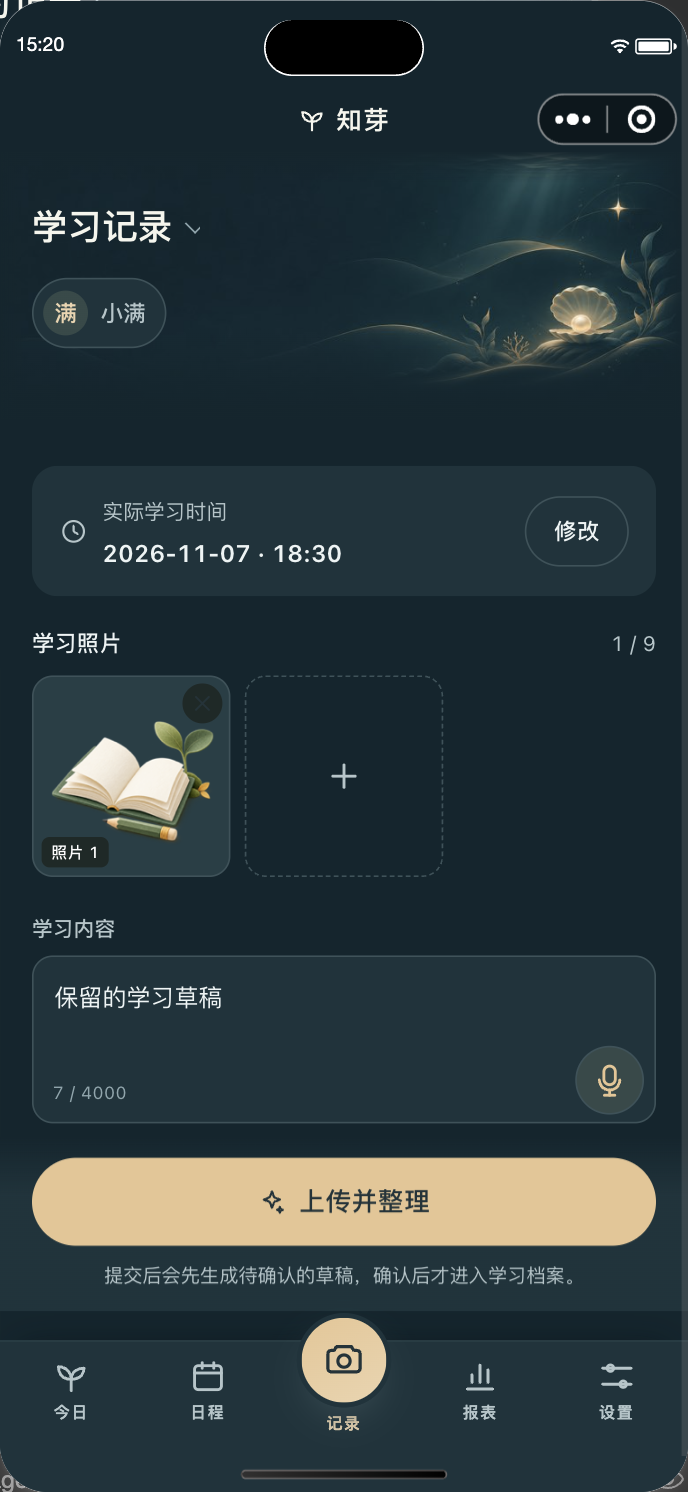 15:20
知芽
学习记录
满 小满
实际学习时间
2026-11-07 · 18:30
修改
学习照片
1 / 9
照片 1
学习内容
保留的学习草稿
7 / 4000
上传并整理
提交后会先生成待确认的草稿，确认后才进入学习档案。
今日
日程
记录
报表
设置